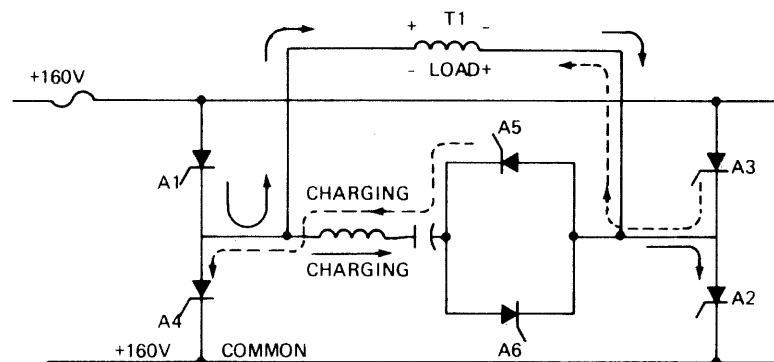 + T1 -
- LOAD+
+160V
A5
A1
A3
CHARGING
CHARGING
A4
A2
A6
+160V COMMON